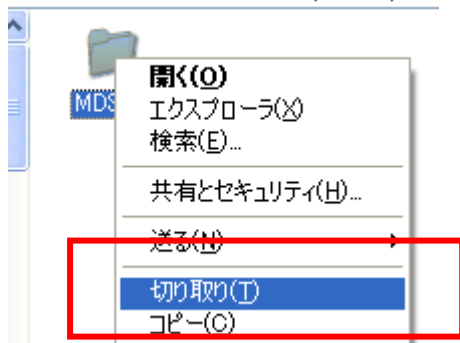 MDS
開く(O)
エクスプローラ(X)
検索(E)...
共有とセキュリティ(H)...
送る(N)
切り取り(T)
コピー(C)